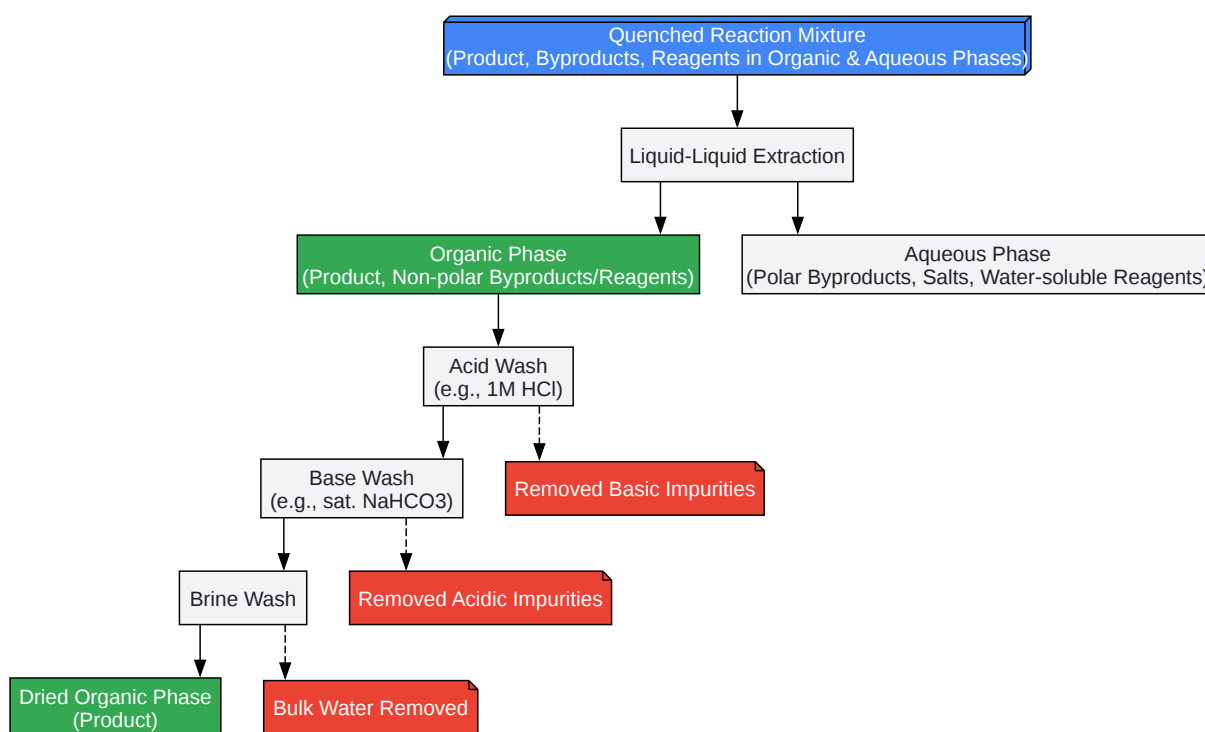 Quenched Reaction Mixture
(Product, Byproducts, Reagents in Organic & Aqueous Phases)
Liquid-Liquid Extraction
Organic Phase
(Product, Non-polar Byproducts/Reagents)
Aqueous Phase
(Polar Byproducts, Salts, Water-soluble Reagents)
Acid Wash
(e.g., 1M HCl)
Base Wash
(e.g., sat. NaHCO3)
Removed Basic Impurities
Brine Wash
Removed Acidic Impurities
Dried Organic Phase
(Product)
Bulk Water Removed